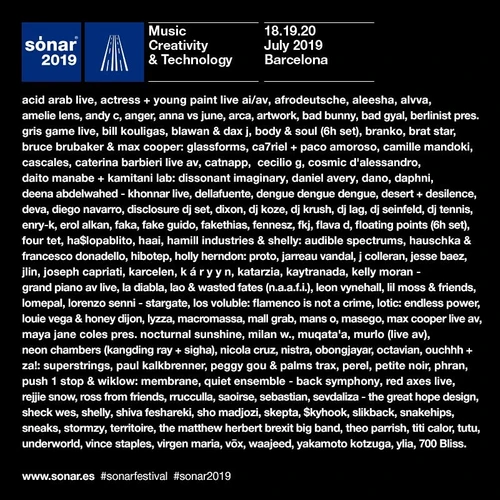 sónar
2019
Music
Creativity
& Technology
18.19.20
July 2019
Barcelona
acid arab live, actress + young paint live ai/av, afrodeutsche, aleesha, alvva,
amelie lens, andy c, anger, anna vs june, arca, artwork, bad bunny, bad gyal, berlinist pres.
gris game live, bill kouligas, blawan & dax j, body & soul (6h set), branko, brat star,
bruce brubaker & max cooper: glassforms, ca7riel + paco amoroso, camille mandoki,
cascales, caterina barbieri live av, catnapp, cecilio g, cosmic d'alessandro,
daito manabe + kamitani lab: dissonant imaginary, daniel avery, dano, daphni,
deena abdelwahed - khonnar live, dellafuente, dengue dengue dengue, desert + desilence,
deva, diego navarro, disclosure dj set, dixon, dj koze, dj krush, dj lag, dj seinfeld, dj tennis,
enry-k, erol alkan, faka, fake guido, fakethias, fennesz, fkj, flava d, floating points (6h set),
four tet, ha$lopablito, haai, hamill industries & shelly: audible spectrums, hauschka &
francesco donadello, hibotep, holly herndon: proto, jarreau vandal, j colleran, jesse baez,
jlin, joseph capriati, karcelen, k á r y y n, katarzia, kaytranada, kelly moran -
grand piano av live, la diabla, lao & wasted fates (n.a.a.f.i.), leon vynehall, lil moss & friends,
lomepal, lorenzo senni - stargate, los voluble: flamenco is not a crime, lotic: endless power,
louie vega & honey dijon, lyzza, macromassa, mall grab, mans o, masego, max cooper live av,
maya jane coles pres. nocturnal sunshine, milan w., muqata'a, murlo (live av),
neon chambers (kangding ray + sigha), nicola cruz, nistra, obongjayar, octavian, ouchhh +
za!: superstrings, paul kalkbrenner, peggy gou & palms trax, perel, petite noir, phran,
push 1 stop & wiklow: membrane, quiet ensemble - back symphony, red axes live,
rejjie snow, ross from friends, rrucculla, saoirse, sebastian, sevdaliza - the great hope design,
sheck wes, shelly, shiva feshareki, sho madjozi, skepta, $kyhook, slikback, snakehips,
sneaks, stormzy, territoire, the matthew herbert brexit big band, theo parrish, titi calor, tutu,
underworld, vince staples, virgen maria, vōx, waajeed, yakamoto kotzuga, ylia, 700 Bliss.
www.sonar.es #sonarfestival #sonar2019